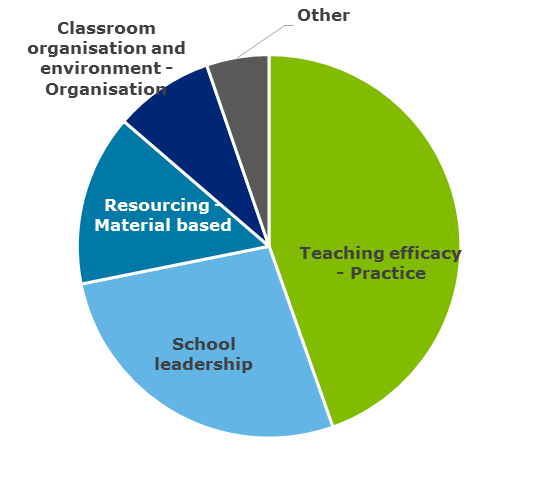 Other
Classroom
organisation and
environment –
Organisation
Resourcing –
Material based
Teaching efficacy
– Practice
School
leadership